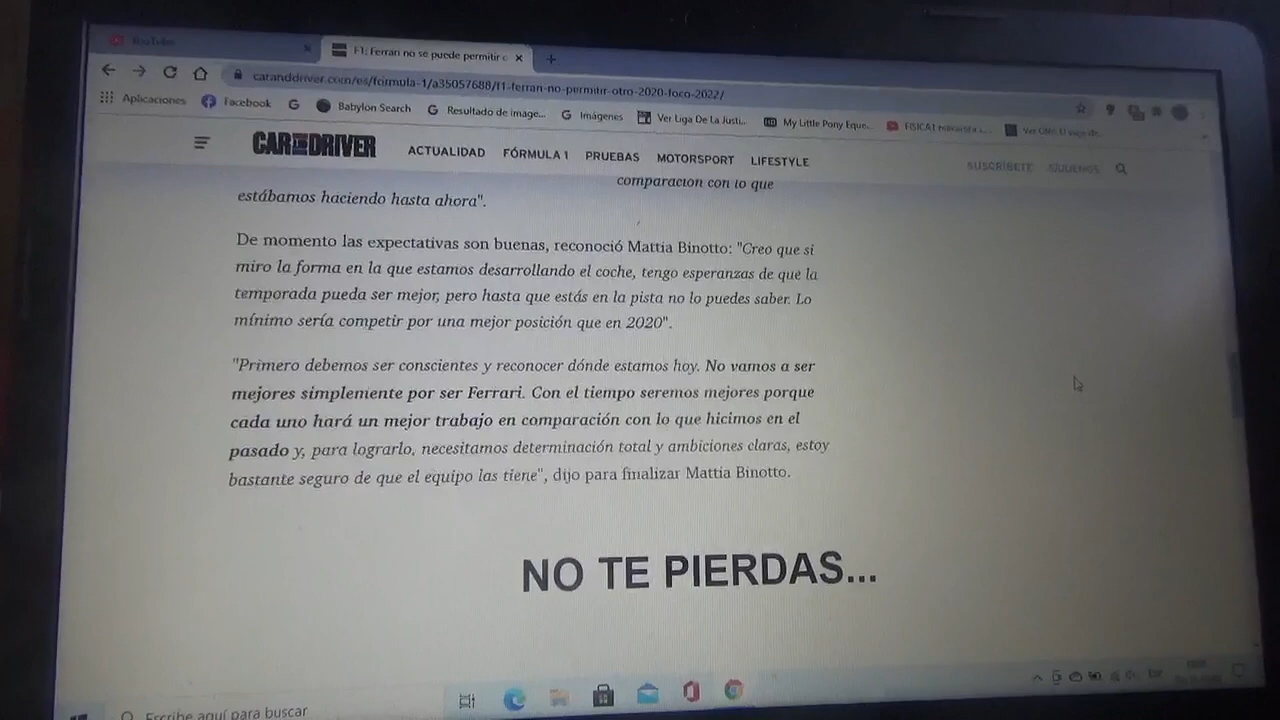 YouTube
F1: Ferrari no se puede permitir o
caranddriver.com/es/formula-1/a35057688/f1-ferrari-no-permitir-otro-2020-foco-2022/
Aplicaciones Facebook Babylon Search Resultado de image... Imágenes Ver Liga De La Justi... My Little Pony Eque...
CAR AND DRIVER ACTUALIDAD FÓRMULA 1 PRUEBAS MOTORSPORT LIFESTYLE SUSCRÍBETE SÍGUENOS
comparación con lo que
estábamos haciendo hasta ahora".
De momento las expectativas son buenas, reconoció Mattia Binotto: "Creo que si
miro la forma en la que estamos desarrollando el coche, tengo esperanzas de que la
temporada pueda ser mejor, pero hasta que estás en la pista no lo puedes saber. Lo
mínimo sería competir por una mejor posición que en 2020".
"Primero debemos ser conscientes y reconocer dónde estamos hoy. No vamos a ser
mejores simplemente por ser Ferrari. Con el tiempo seremos mejores porque
cada uno hará un mejor trabajo en comparación con lo que hicimos en el
pasado y, para lograrlo, necesitamos determinación total y ambiciones claras, estoy
bastante seguro de que el equipo las tiene", dijo para finalizar Mattia Binotto.
NO TE PIERDAS...
Escribe aquí para buscar